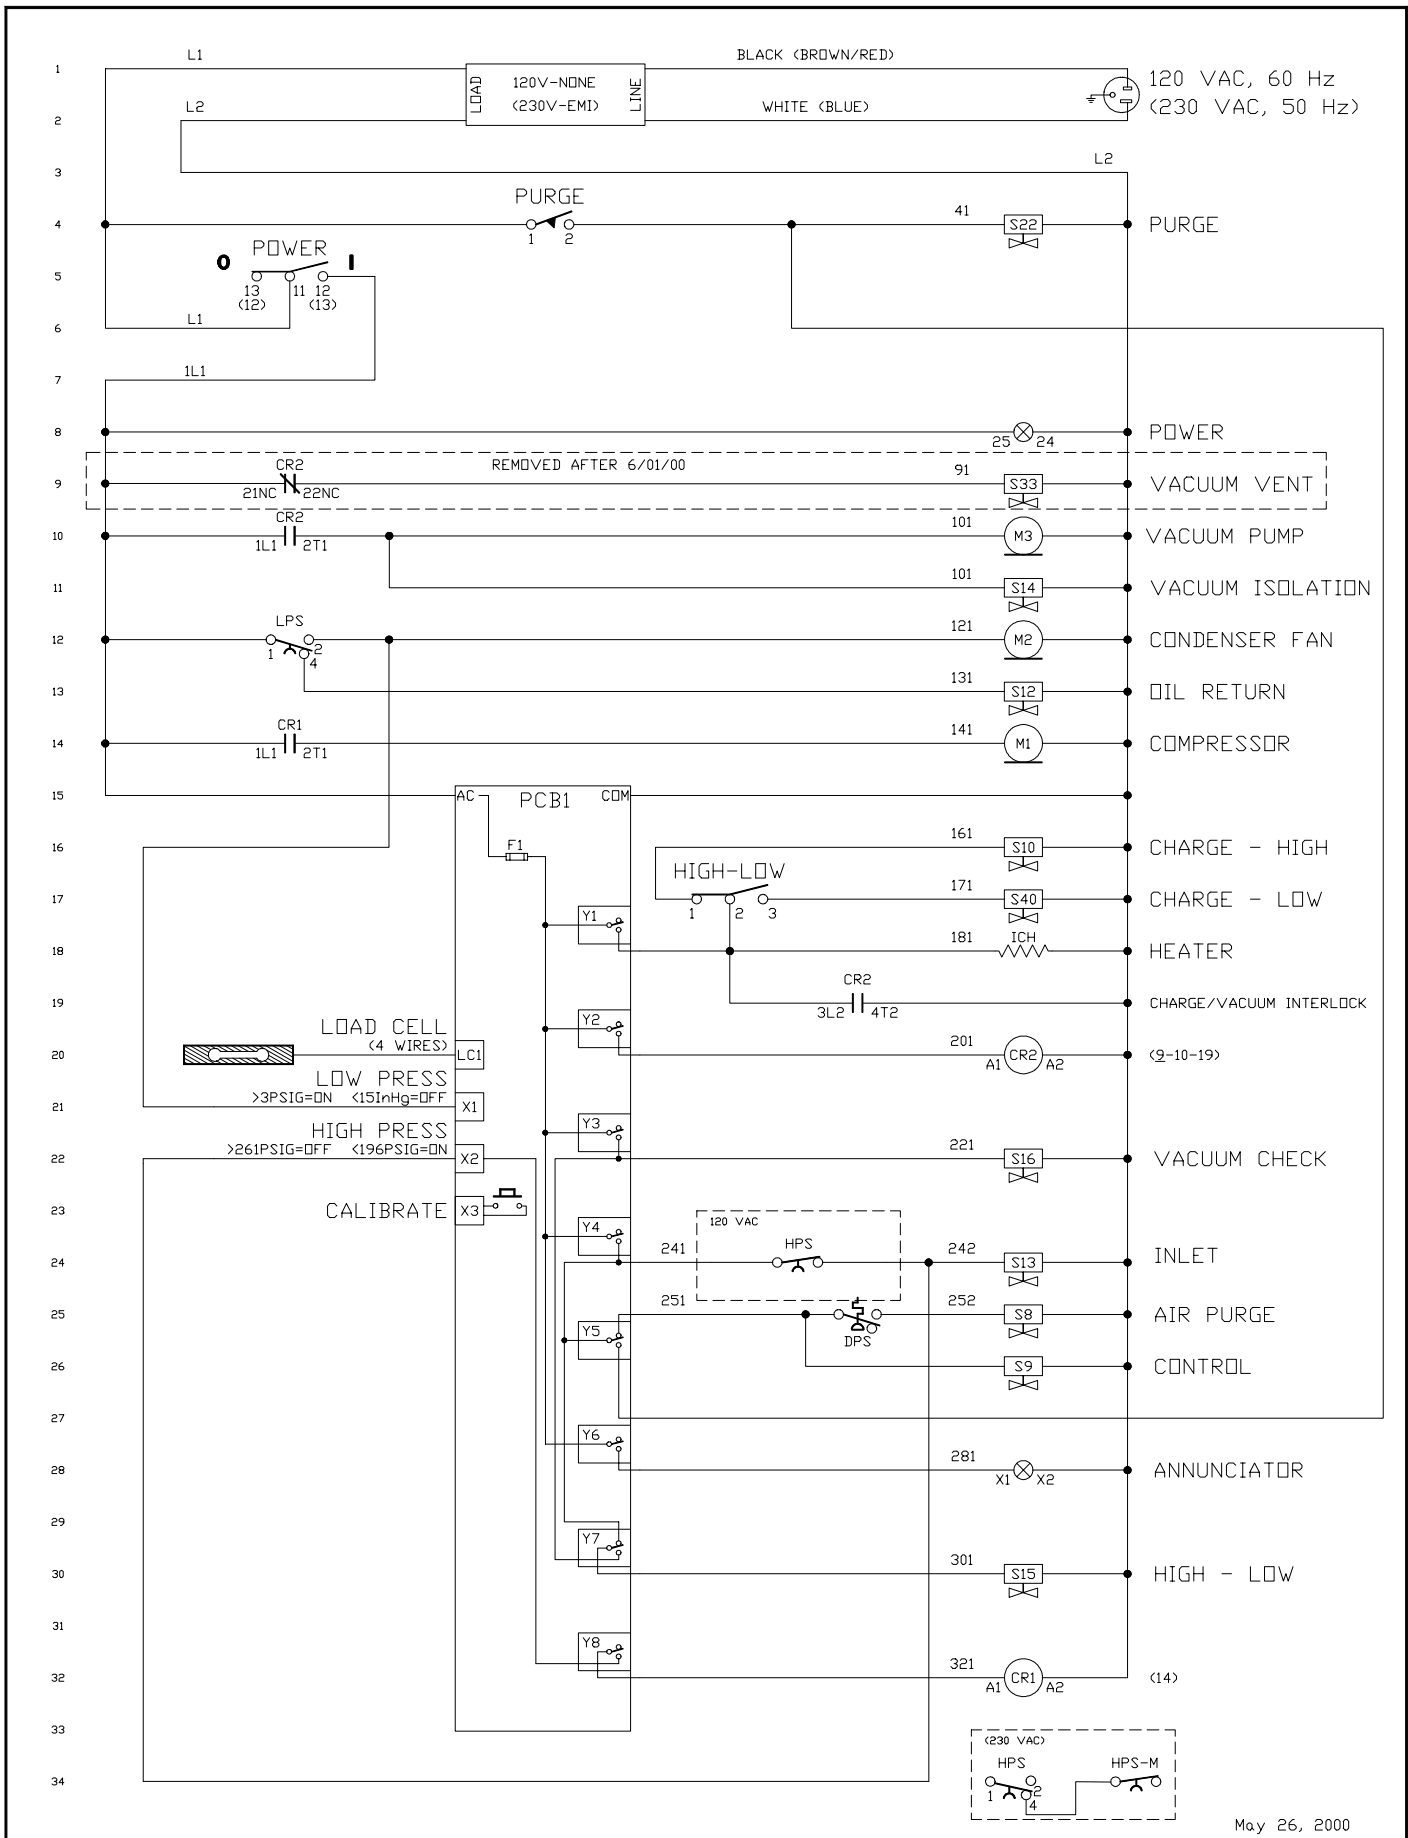 L1
BLACK (BROWN/RED)
1
LOAD
120V-NONE
(230V-EMI)
LINE
120 VAC, 60 Hz
(230 VAC, 50 Hz)
L2
WHITE (BLUE)
2
L2
3
PURGE
4
1 2
41
S22
PURGE
POWER
O I
5
13 11 12
(12) (13)
L1
6
1L1
7
8
25 24
POWER
CR2
REMOVED AFTER 6/01/00
9
21NC 22NC
91
S33
VACUUM VENT
CR2
10
1L1 2T1
101
M3
VACUUM PUMP
11
101
S14
VACUUM ISOLATION
LPS
12
1 2
4
121
M2
CONDENSER FAN
13
131
S12
OIL RETURN
CR1
14
1L1 2T1
141
M1
COMPRESSOR
15
AC PCB1 COM
16
F1
161
S10
CHARGE - HIGH
HIGH-LOW
17
1 2 3
171
S40
CHARGE - LOW
Y1
18
181
ICH
HEATER
CR2
19
3L2 4T2
CHARGE/VACUUM INTERLOCK
Y2
LOAD CELL
(4 WIRES)
20
LC1
201
A1 CR2 A2
(9-10-19)
LOW PRESS
>3PSIG=ON <15InHg=OFF
21
X1
Y3
HIGH PRESS
>261PSIG=OFF <196PSIG=ON
22
X2
221
S16
VACUUM CHECK
23
CALIBRATE X3
120 VAC
Y4
24
241
HPS
242
S13
INLET
25
251
DPS
252
S8
AIR PURGE
Y5
26
S9
CONTROL
27
Y6
28
281
X1 X2
ANNUNCIATOR
29
Y7
30
301
S15
HIGH - LOW
31
Y8
32
321
A1 CR1 A2
(14)
33
(230 VAC)
34
HPS HPS-M
1 2
4
May 26, 2000